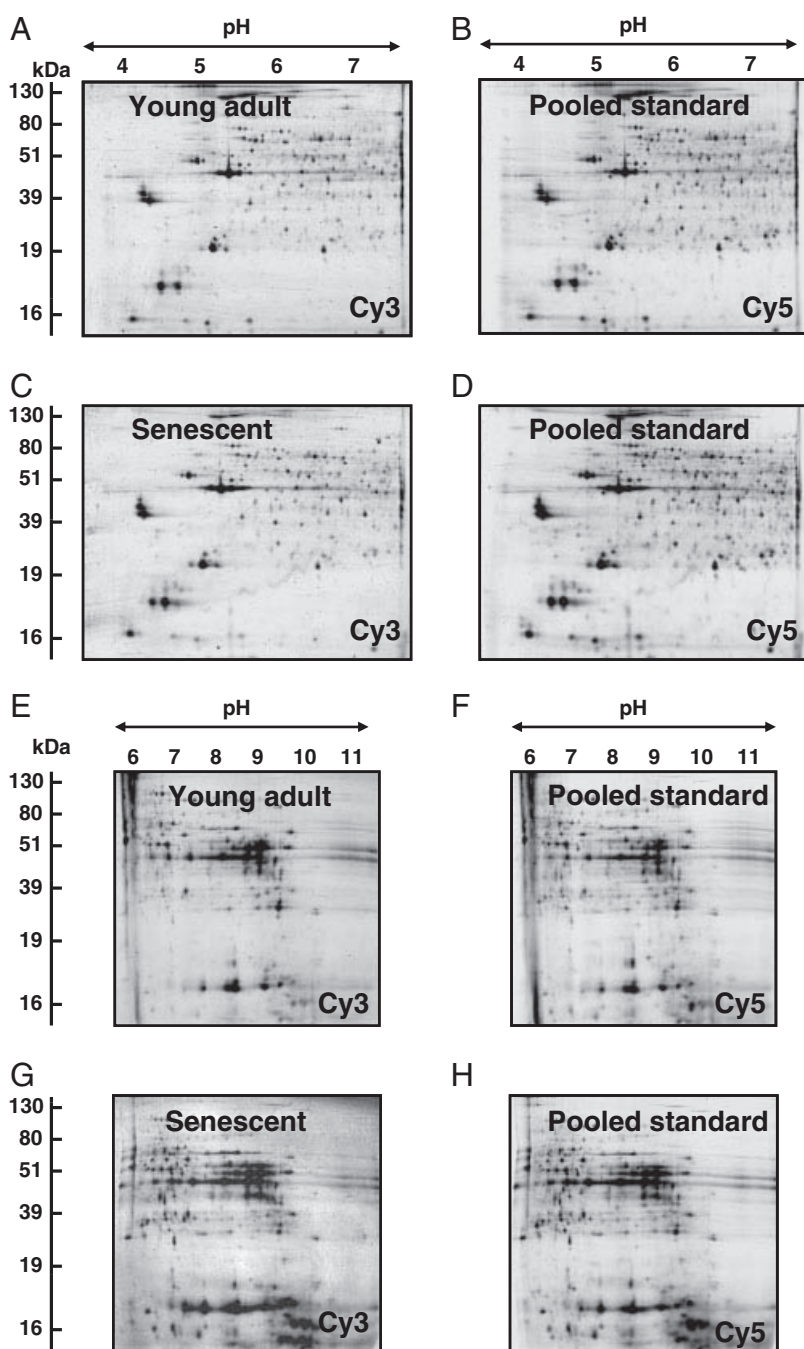 A
B
pH
pH
kDa
4 5 6 7
4 5 6 7
130
80
51
39
19
16
Young adult
Cy3
Pooled standard
Cy5
C
D
130
80
51
39
19
16
Senescent
Cy3
Pooled standard
Cy5
E
F
pH
pH
kDa
6 7 8 9 10 11
6 7 8 9 10 11
130
80
51
39
19
16
Young adult
Cy3
Pooled standard
Cy5
G
H
130
80
51
39
19
16
Senescent
Cy3
Pooled standard
Cy5